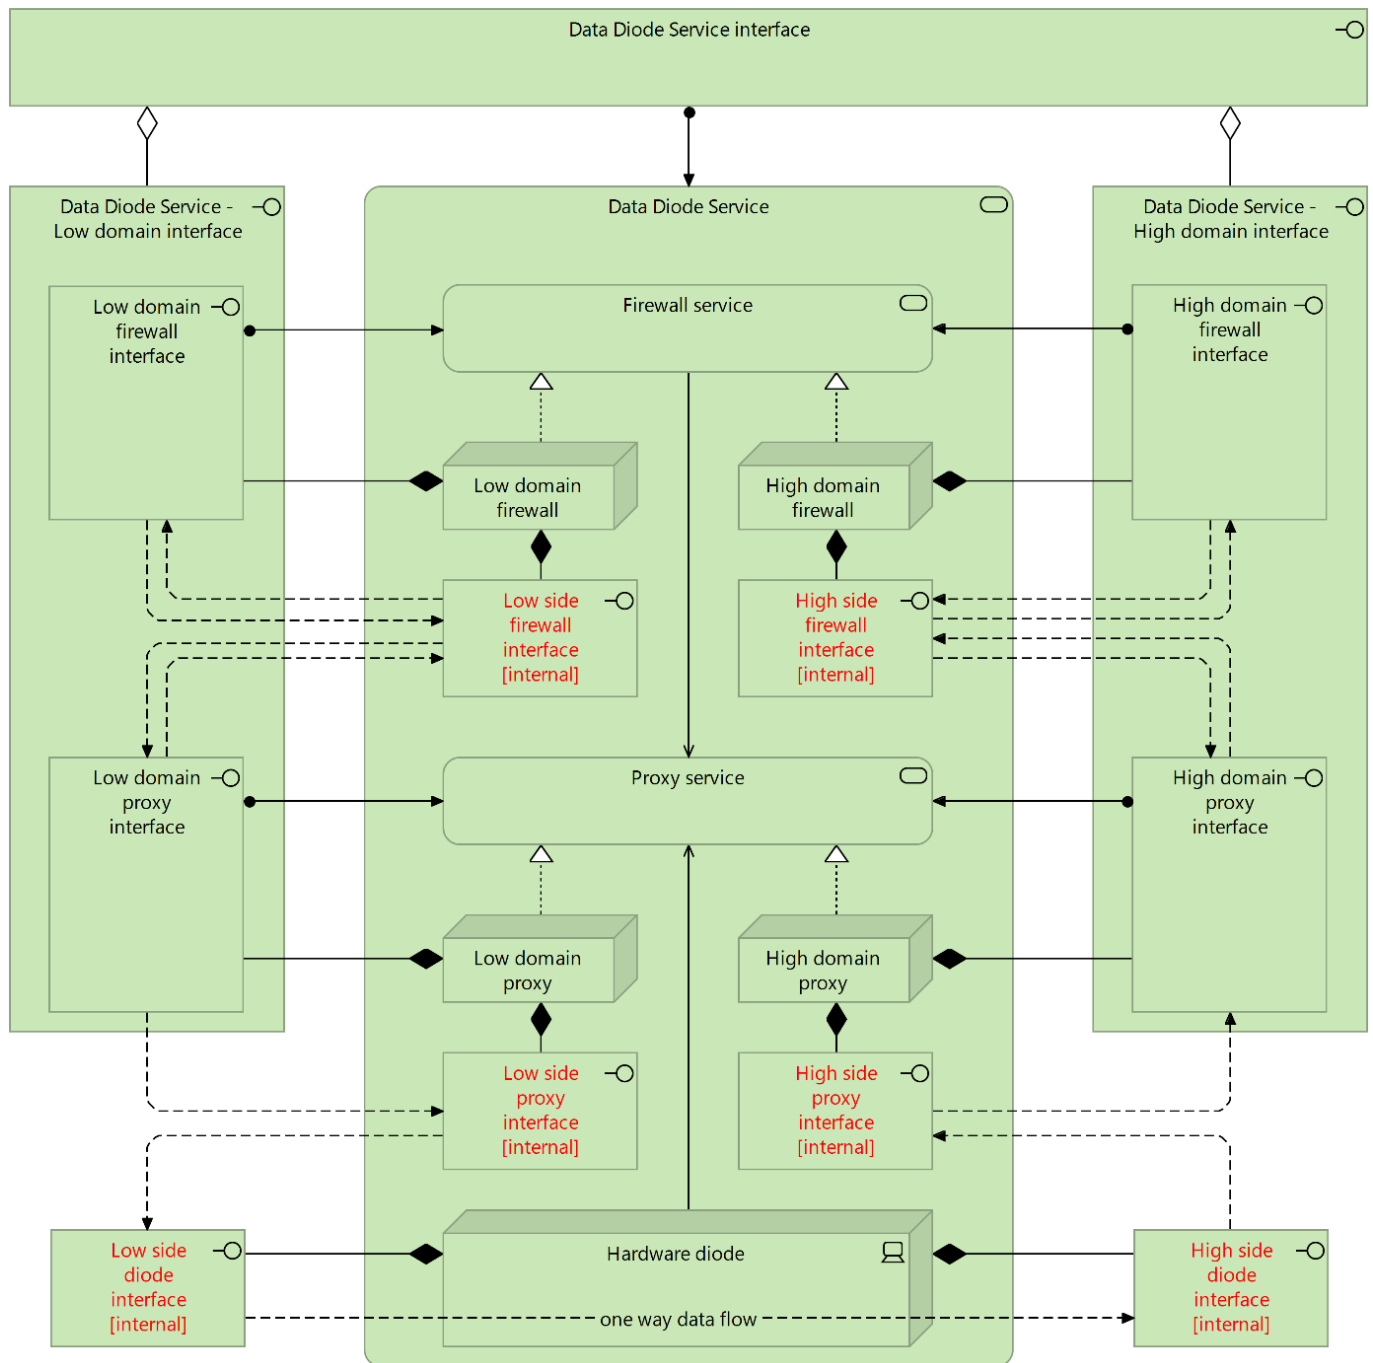 Data Diode Service interface
Data Diode Service -
Low domain interface
Data Diode Service
Data Diode Service -
High domain interface
Low domain
firewall
interface
Firewall service
High domain
firewall
interface
Low domain
firewall
High domain
firewall
Low side
firewall
interface
[internal]
High side
firewall
interface
[internal]
Low domain
proxy
interface
Proxy service
High domain
proxy
interface
Low domain
proxy
High domain
proxy
Low side
proxy
interface
[internal]
High side
proxy
interface
[internal]
Low side
diode
interface
[internal]
Hardware diode
one way data flow
High side
diode
interface
[internal]